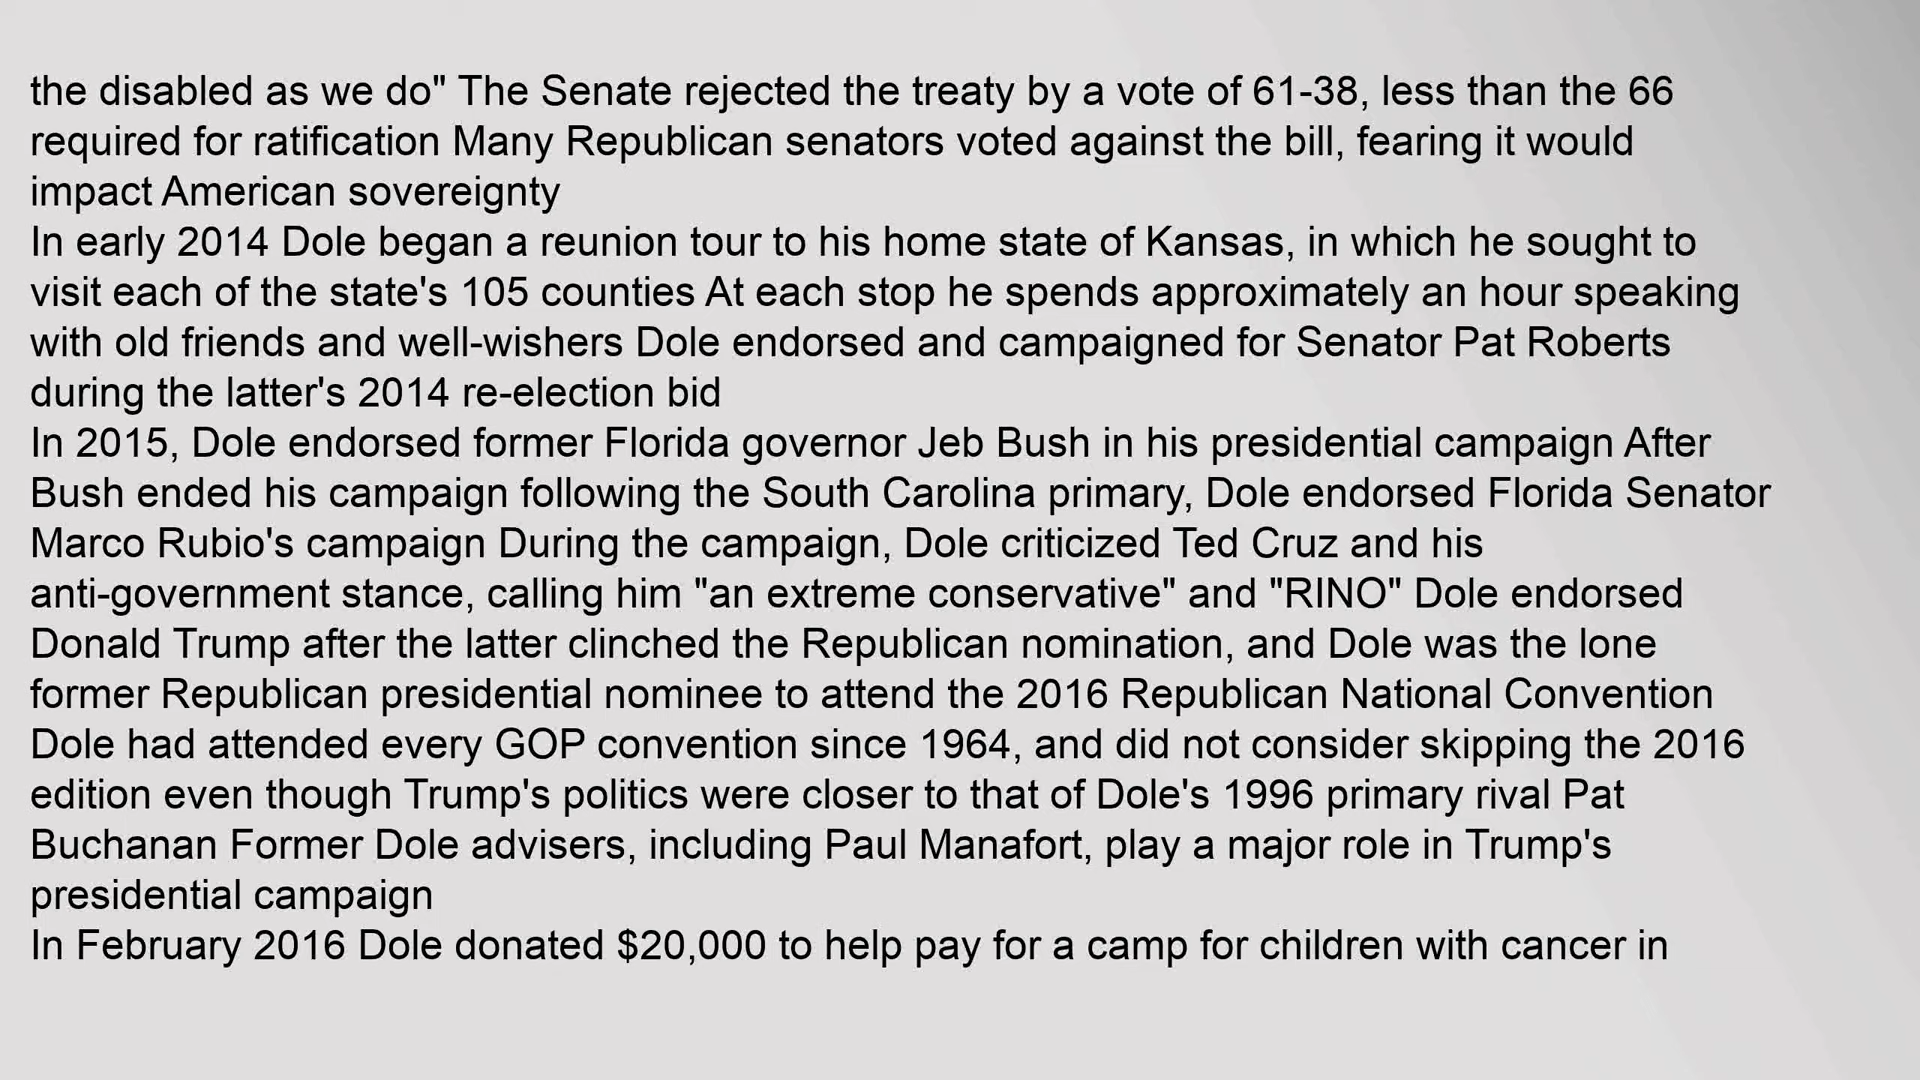 the disabled as we do" The Senate rejected the treaty by a vote of 61-38, less than the 66
required for ratification Many Republican senators voted against the bill, fearing it would
impact American sovereignty
In early 2014 Dole began a reunion tour to his home state of Kansas, in which he sought to
visit each of the state's 105 counties At each stop he spends approximately an hour speaking
with old friends and well-wishers Dole endorsed and campaigned for Senator Pat Roberts
during the latter's 2014 re-election bid
In 2015, Dole endorsed former Florida governor Jeb Bush in his presidential campaign After
Bush ended his campaign following the South Carolina primary, Dole endorsed Florida Senator
Marco Rubio's campaign During the campaign, Dole criticized Ted Cruz and his
anti-government stance, calling him "an extreme conservative" and "RINO" Dole endorsed
Donald Trump after the latter clinched the Republican nomination, and Dole was the lone
former Republican presidential nominee to attend the 2016 Republican National Convention
Dole had attended every GOP convention since 1964, and did not consider skipping the 2016
edition even though Trump's politics were closer to that of Dole's 1996 primary rival Pat
Buchanan Former Dole advisers, including Paul Manafort, play a major role in Trump's
presidential campaign
In February 2016 Dole donated $20,000 to help pay for a camp for children with cancer in